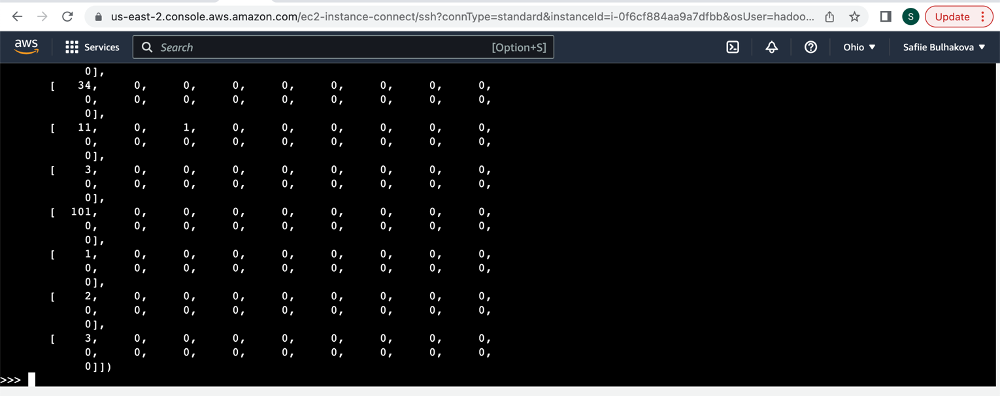 us-east-2.console.aws.amazon.com/ec2-instance-connect/ssh?connType=standard&instanceId=i-0f6cf884aa9a7dfbb&osUser=hadoo...
S
Update
aws
Services
Search
[Option+S]
Ohio
Safiie Bulhakova
0],
[ 34, 0, 0, 0, 0, 0, 0, 0, 0,
0, 0, 0, 0, 0, 0, 0, 0, 0,
0],
[ 11, 0, 1, 0, 0, 0, 0, 0, 0,
0, 0, 0, 0, 0, 0, 0, 0, 0,
0],
[ 3, 0, 0, 0, 0, 0, 0, 0, 0,
0, 0, 0, 0, 0, 0, 0, 0, 0,
0],
[ 101, 0, 0, 0, 0, 0, 0, 0, 0,
0, 0, 0, 0, 0, 0, 0, 0, 0,
0],
[ 1, 0, 0, 0, 0, 0, 0, 0, 0,
0, 0, 0, 0, 0, 0, 0, 0, 0,
0],
[ 2, 0, 0, 0, 0, 0, 0, 0, 0,
0, 0, 0, 0, 0, 0, 0, 0, 0,
0],
[ 3, 0, 0, 0, 0, 0, 0, 0, 0,
0, 0, 0, 0, 0, 0, 0, 0, 0,
0]])
>>>